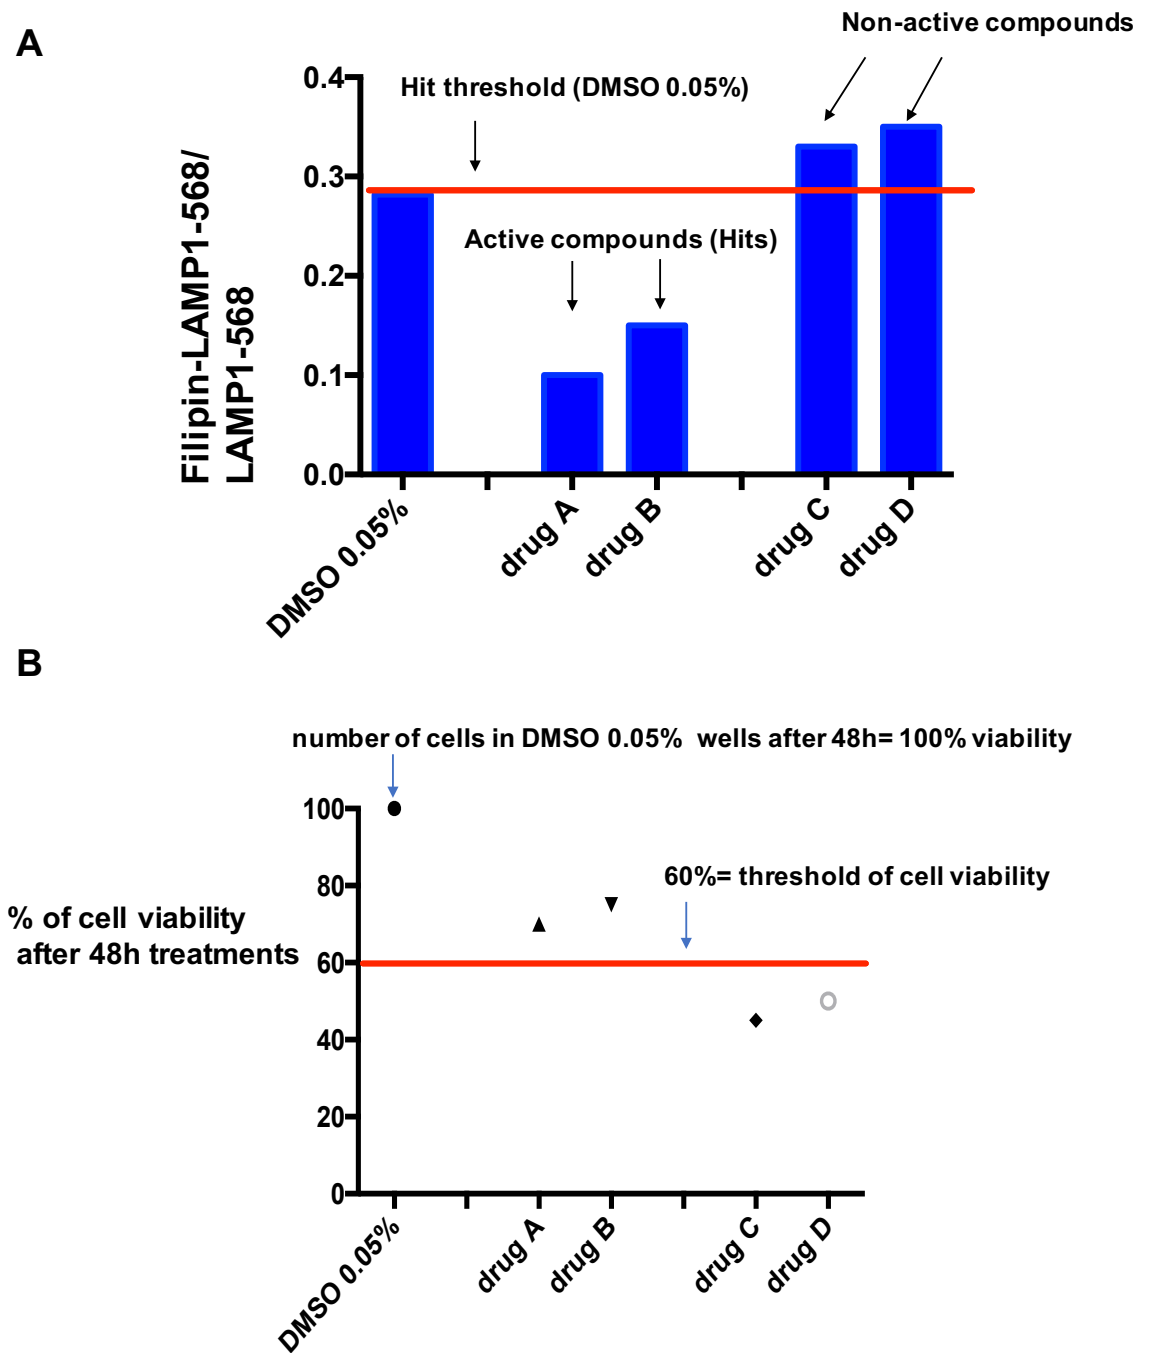 A
Non-active compounds
Hit threshold (DMSO 0.05%)
Active compounds (Hits)
Filipin-LAMP1-568/
LAMP1-568
0.4
0.3
0.2
0.1
0.0
DMSO 0.05%
drug A
drug B
drug C
drug D
B
number of cells in DMSO 0.05% wells after 48h= 100% viability
60%= threshold of cell viability
% of cell viability
after 48h treatments
100
80
60
40
20
0
DMSO 0.05%
drug A
drug B
drug C
drug D